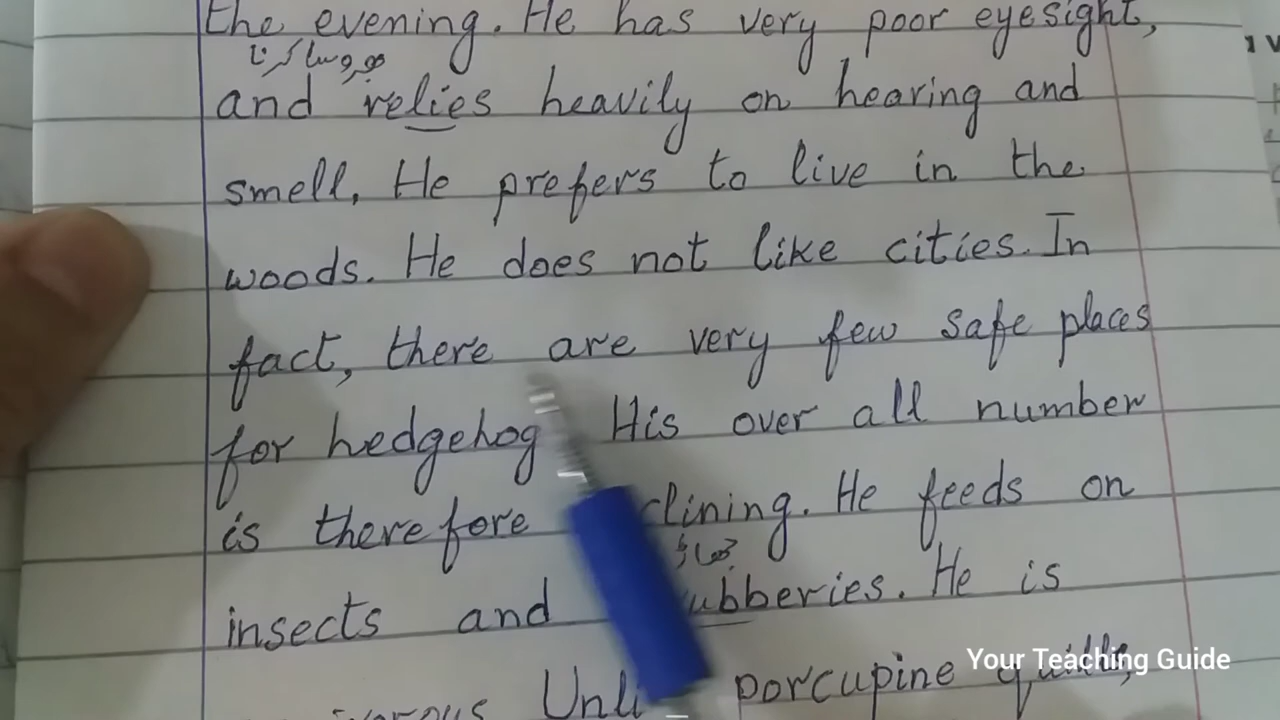 the evening. He has very poor eyesight,
بھروسا کرنا
and relies heavily on hearing and
smell. He prefers to live in the
woods. He does not like cities. In
fact, there are very few safe places
for hedgehog His over all number
is therefore clining. He feeds on
insects and ubberies. He is
Unli porcupine quills,
Your Teaching Guide